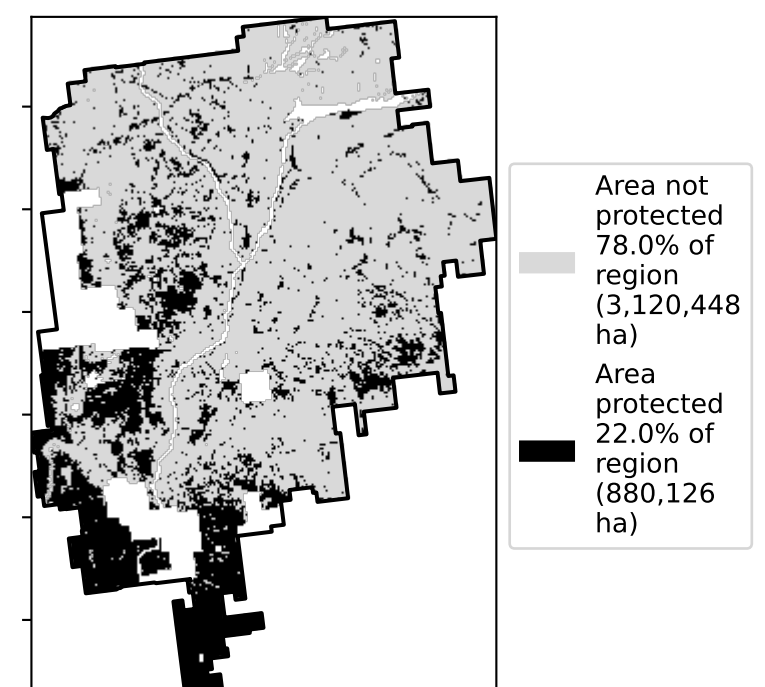 Area not
protected
78.0% of
region
(3,120,448
ha)
Area
protected
22.0% of
region
(880,126
ha)